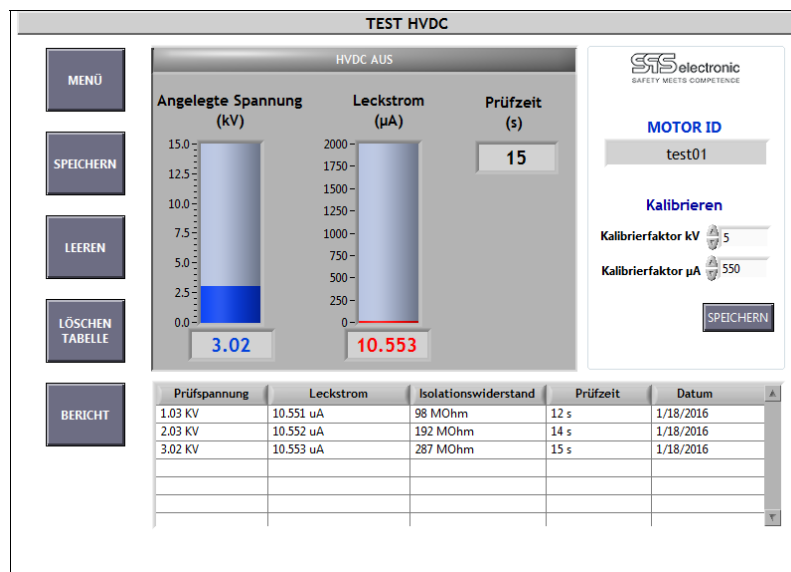 TEST HVDC
MENÜ
SPEICHERN
LEEREN
LÖSCHEN
TABELLE
BERICHT
HVDC AUS
Angelegte Spannung
(kV)
15.0
12.5
10.0
7.5
5.0
2.5
0.0
3.02
Leckstrom
(µA)
2000
1750
1500
1250
1000
750
500
250
0
10.553
Prüfzeit
(s)
15
SPS electronic
SAFETY MEETS COMPETENCE
MOTOR ID
test01
Kalibrieren
Kalibrierfaktor kV 5
Kalibrierfaktor µA 550
SPEICHERN
Prüfspannung Leckstrom Isolationswiderstand Prüfzeit Datum
1.03 KV 10.551 uA 98 MOhm 12 s 1/18/2016
2.03 KV 10.552 uA 192 MOhm 14 s 1/18/2016
3.02 KV 10.553 uA 287 MOhm 15 s 1/18/2016